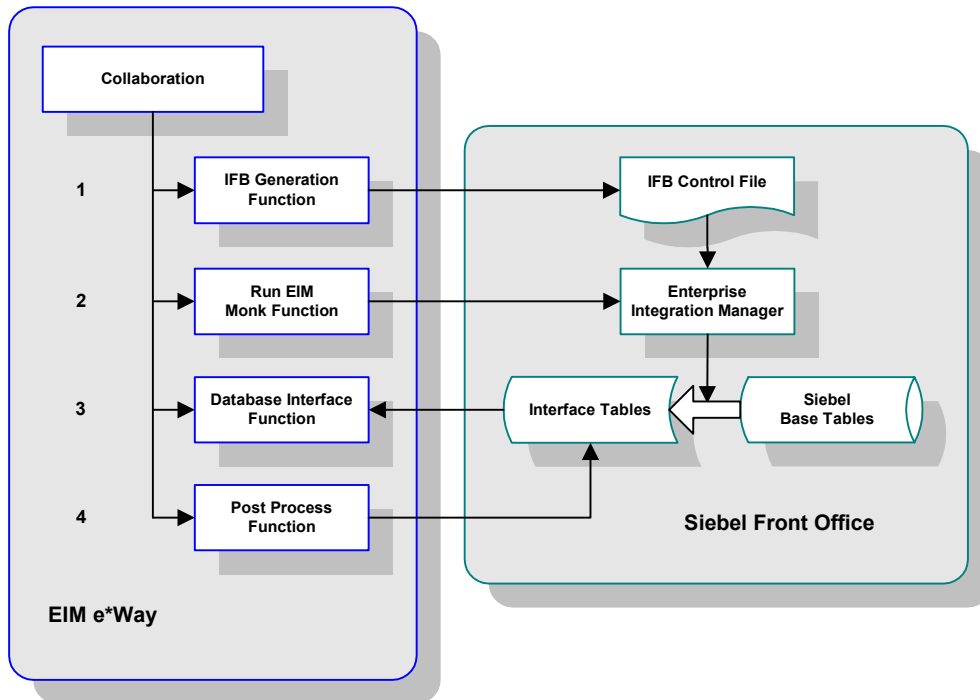 Collaboration
1
IFB Generation
Function
IFB Control File
2
Run EIM
Monk Function
Enterprise
Integration Manager
3
Database Interface
Function
Interface Tables
Siebel
Base Tables
4
Post Process
Function
Siebel Front Office
EIM e*Way